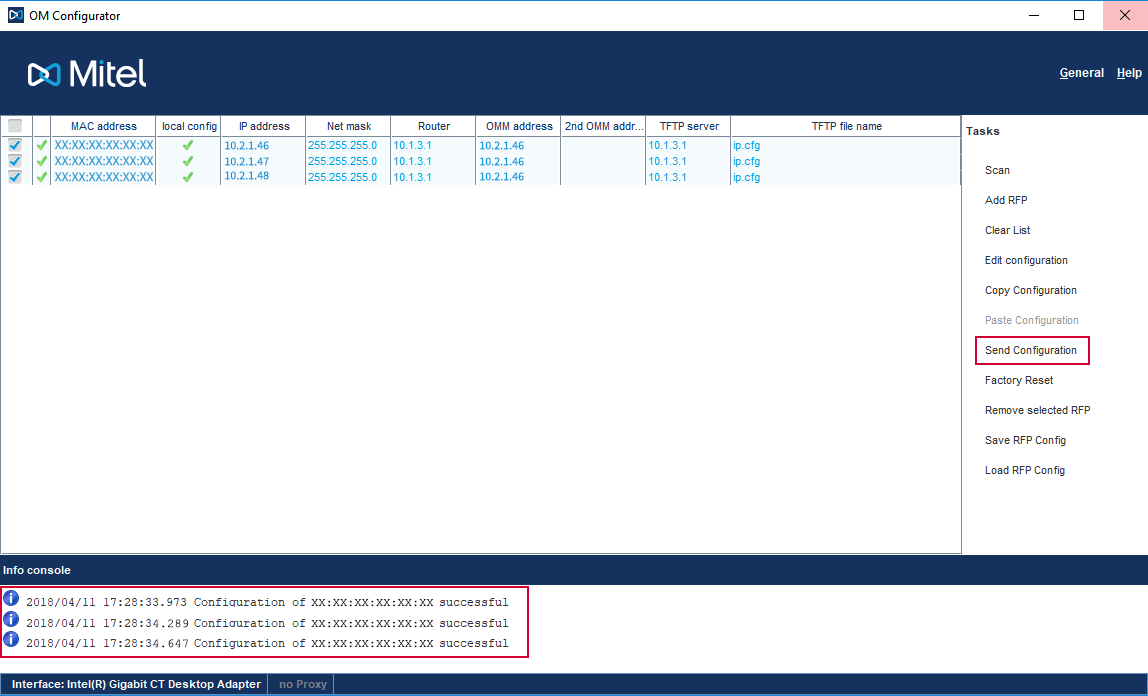 OM Configurator
Mitel
General Help
MAC address local config IP address Net mask Router OMM address 2nd OMM addr... TFTP server TFTP file name
XX:XX:XX:XX:XX:XX 10.2.1.46 255.255.255.0 10.1.3.1 10.2.1.46 10.1.3.1 ip.cfg
XX:XX:XX:XX:XX:XX 10.2.1.47 255.255.255.0 10.1.3.1 10.2.1.46 10.1.3.1 ip.cfg
XX:XX:XX:XX:XX:XX 10.2.1.48 255.255.255.0 10.1.3.1 10.2.1.46 10.1.3.1 ip.cfg
Tasks
Scan
Add RFP
Clear List
Edit configuration
Copy Configuration
Paste Configuration
Send Configuration
Factory Reset
Remove selected RFP
Save RFP Config
Load RFP Config
Info console
2018/04/11 17:28:33.973 Configuration of XX:XX:XX:XX:XX:XX successful
2018/04/11 17:28:34.289 Configuration of XX:XX:XX:XX:XX:XX successful
2018/04/11 17:28:34.647 Configuration of XX:XX:XX:XX:XX:XX successful
Interface: Intel(R) Gigabit CT Desktop Adapter no Proxy